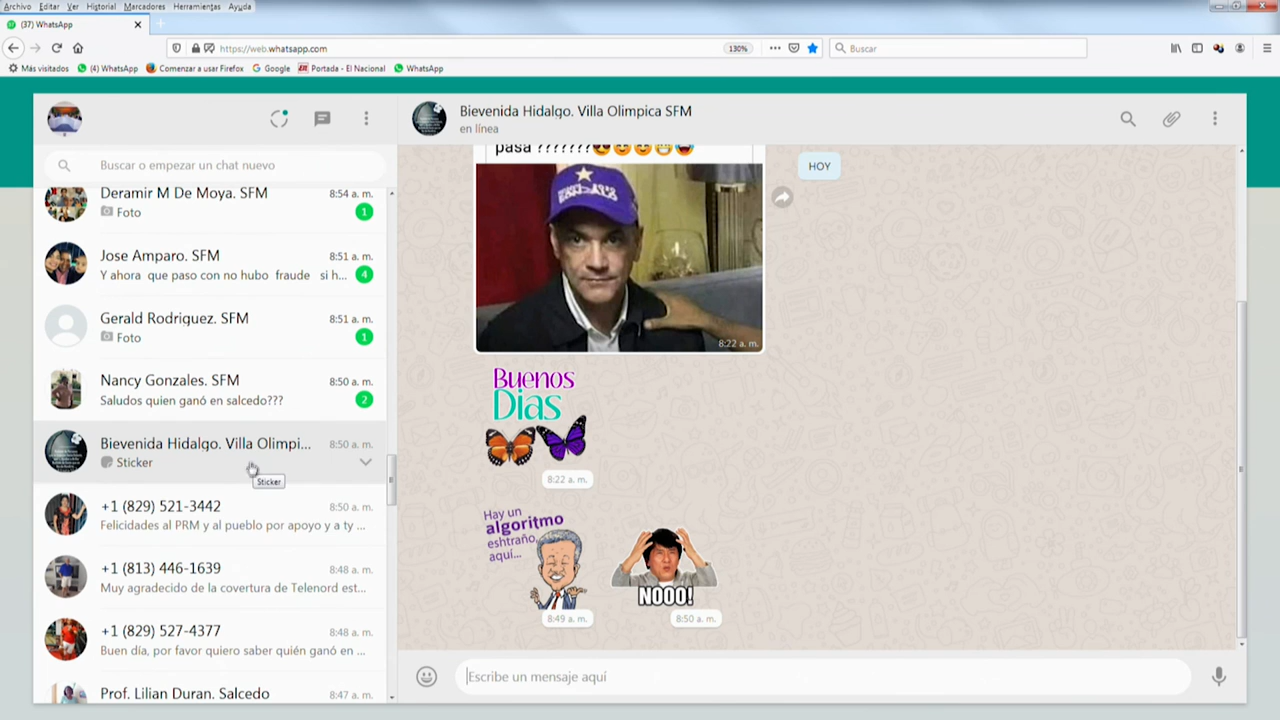 Archivo Editar Ver Historial Marcadores Herramientas Ayuda
(37) WhatsApp
https://web.whatsapp.com
130%
Buscar
Más visitados
(4) WhatsApp
Comenzar a usar Firefox
Google
Portada - El Nacional
WhatsApp
Buscar o empezar un chat nuevo
Deramir M De Moya. SFM
8:54 a. m.
Foto
1
Jose Amparo. SFM
8:51 a. m.
Y ahora que paso con no hubo fraude si h...
4
Gerald Rodriguez. SFM
8:51 a. m.
Foto
1
Nancy Gonzales. SFM
8:50 a. m.
Saludos quien ganó en salcedo???
2
Bievenida Hidalgo. Villa Olimpi...
8:50 a. m.
Sticker
Sticker
+1 (829) 521-3442
8:50 a. m.
Felicidades al PRM y al pueblo por apoyo y a ty ...
+1 (813) 446-1639
8:48 a. m.
Muy agradecido de la covertura de Telenord est...
+1 (829) 527-4377
8:48 a. m.
Buen día, por favor quiero saber quién ganó en ...
Prof. Lilian Duran. Salcedo
8:47 a. m.
Bievenida Hidalgo. Villa Olimpica SFM
en línea
pasa ???????
HOY
8:22 a. m.
Buenos
Dias
8:22 a. m.
Hay un
algoritmo
eshtraño,
aquí...
8:49 a. m.
NOOO!
8:50 a. m.
Escribe un mensaje aquí